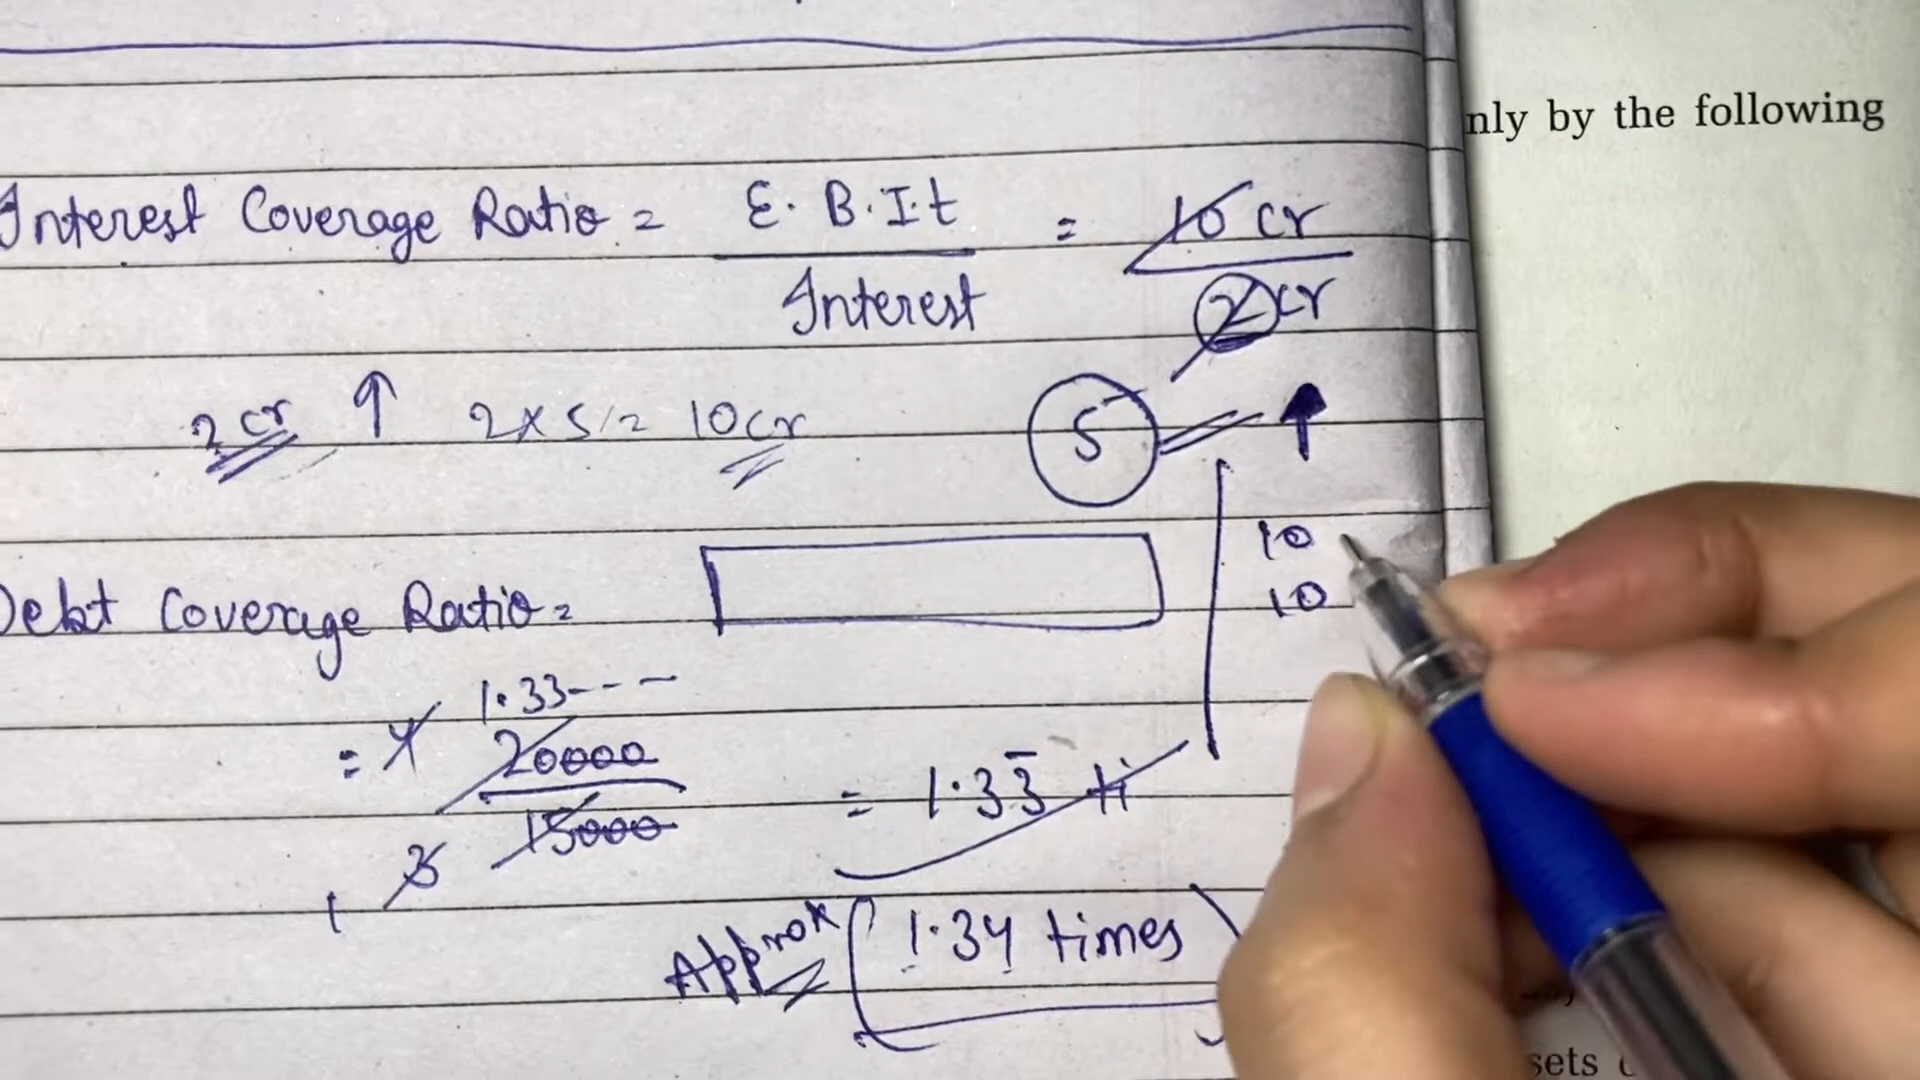 nly by the following
Interest Coverage Ratio = E. B.I.t / Interest = 10 cr / 2 cr
2 cr ↑ 2 x 5 = 10 cr 5 ↑
10
10
Debt Coverage Ratio =
1.33---
= 4 20000 / 15000 = 1.33 ti
3
1
Approx 1.34 times
sets